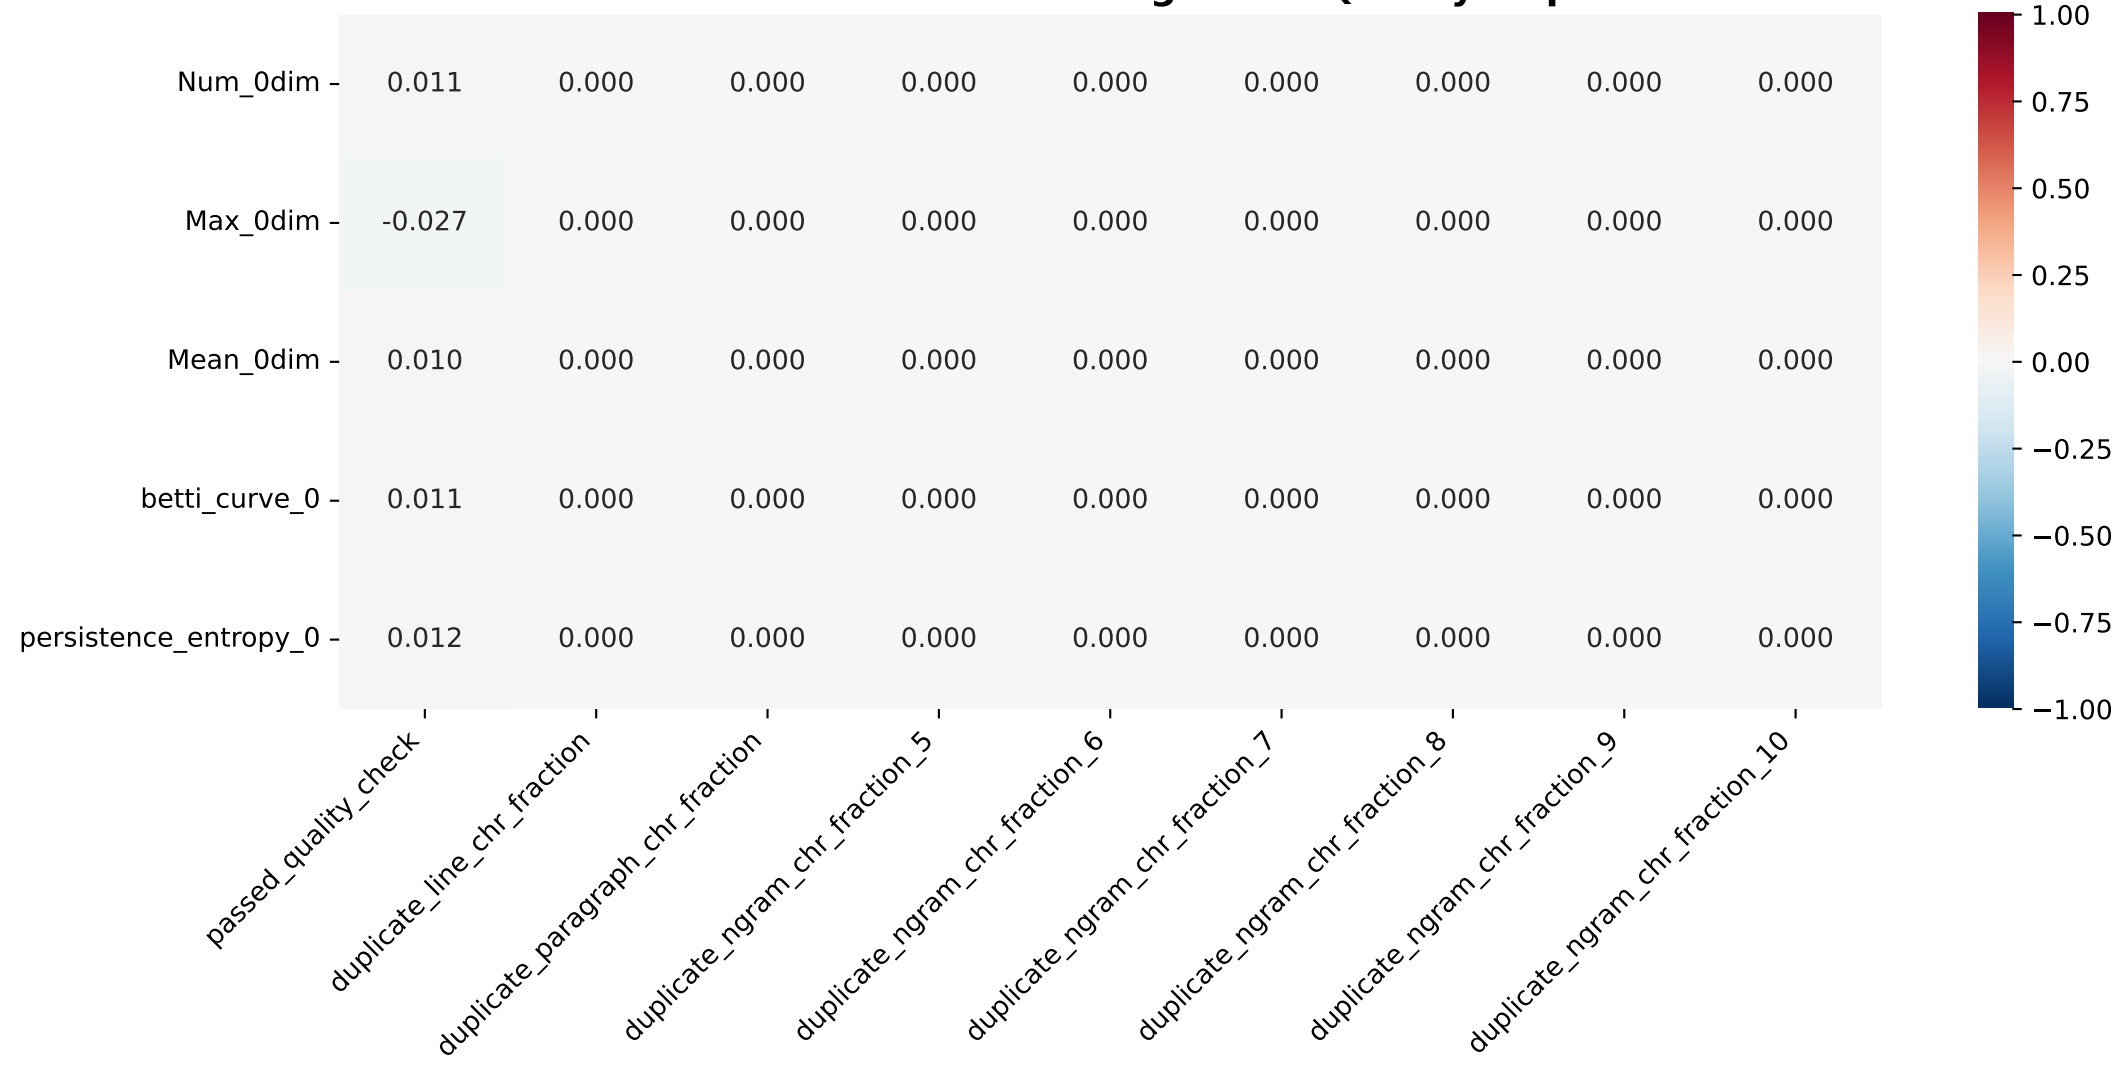 1.00
Num_0dim 0.011 0.000 0.000 0.000 0.000 0.000 0.000 0.000 0.000
0.75
0.50
Max_0dim -0.027 0.000 0.000 0.000 0.000 0.000 0.000 0.000 0.000
0.25
Mean_0dim 0.010 0.000 0.000 0.000 0.000 0.000 0.000 0.000 0.000
0.00
−0.25
betti_curve_0 0.011 0.000 0.000 0.000 0.000 0.000 0.000 0.000 0.000
−0.50
persistence_entropy_0 0.012 0.000 0.000 0.000 0.000 0.000 0.000 0.000 0.000
−0.75
−1.00
passed_quality_check
duplicate_line_chr_fraction
duplicate_paragraph_chr_fraction
duplicate_ngram_chr_fraction_5
duplicate_ngram_chr_fraction_6
duplicate_ngram_chr_fraction_7
duplicate_ngram_chr_fraction_8
duplicate_ngram_chr_fraction_9
duplicate_ngram_chr_fraction_10